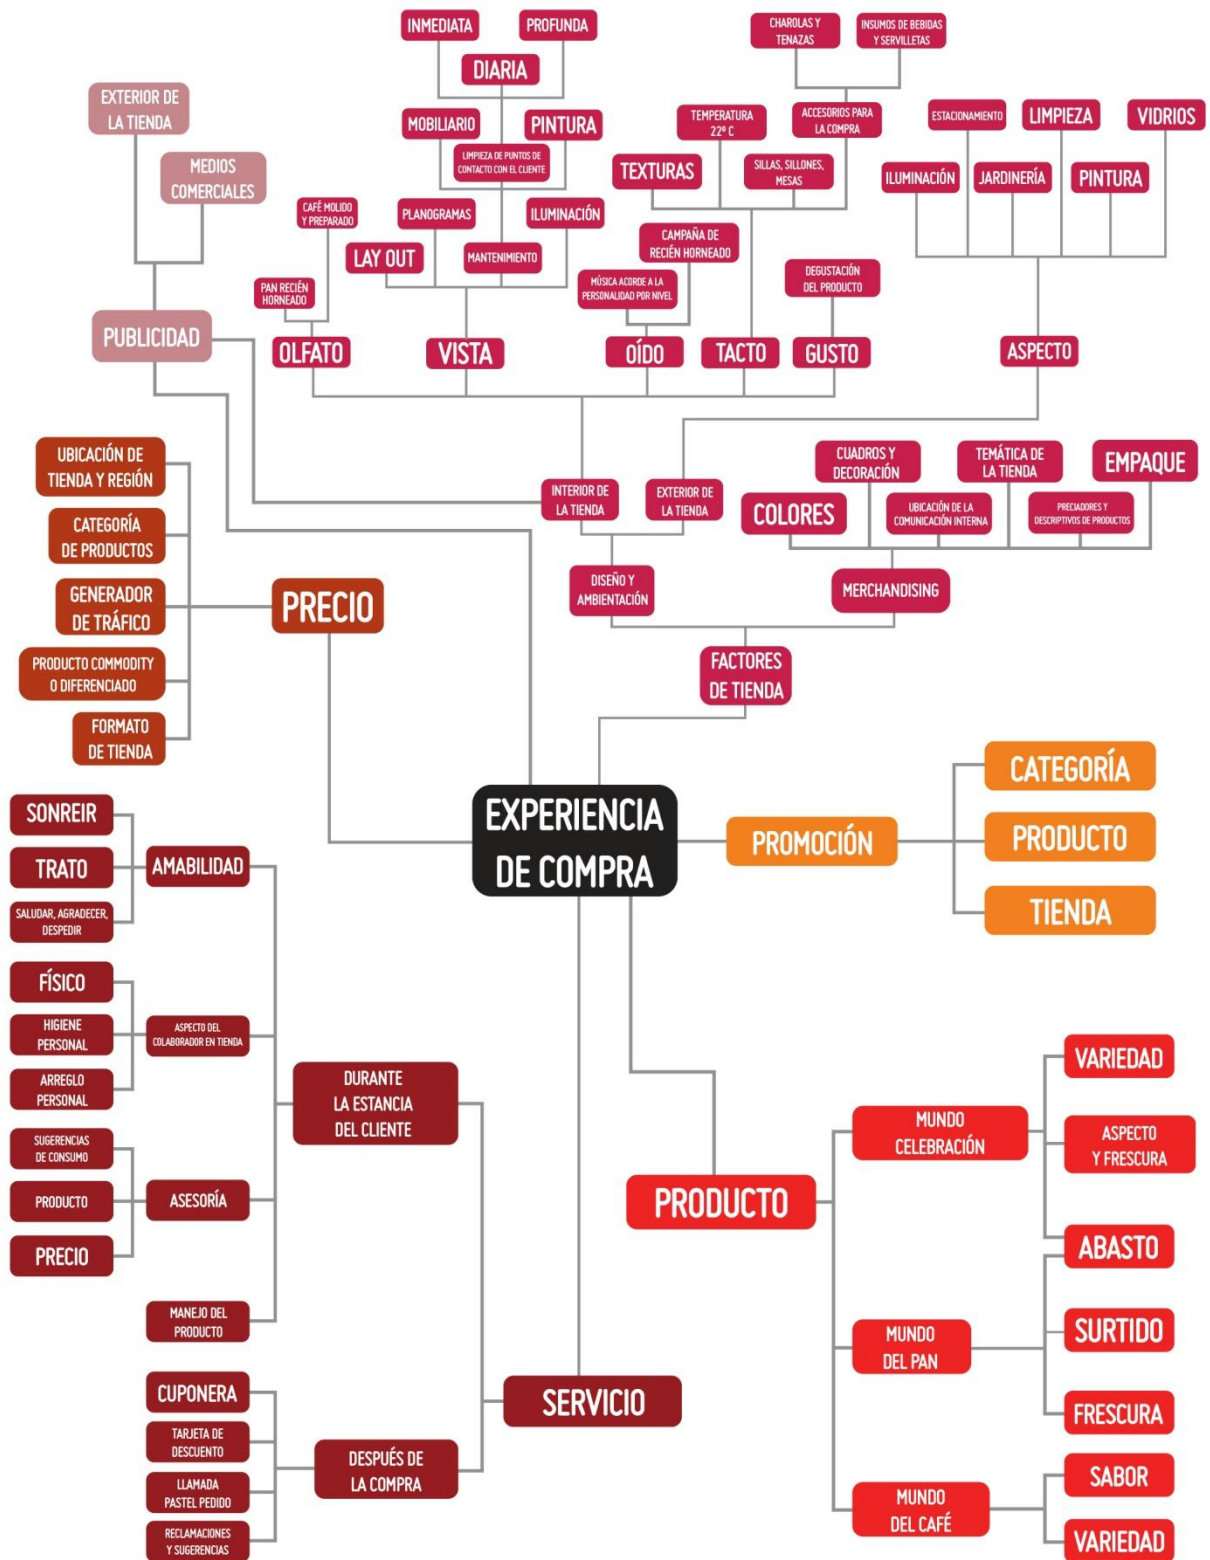 INMEDIATA
PROFUNDA
CHAROLAS Y
TENAZAS
INSUMOS DE BEBIDAS
Y SERVILLETAS
EXTERIOR DE
LA TIENDA
DIARIA
MOBILIARIO
PINTURA
TEMPERATURA
22º C
ACCESORIOS PARA
LA COMPRA
ESTACIONAMIENTO
LIMPIEZA
VIDRIOS
MEDIOS
COMERCIALES
LIMPIEZA DE PUNTOS DE
CONTACTO CON EL CLIENTE
TEXTURAS
SILLAS, SILLONES,
MESAS
ILUMINACIÓN
JARDINERÍA
PINTURA
CAFÉ MOLIDO
Y PREPARADO
PLANOGRAMAS
ILUMINACIÓN
LAY OUT
MANTENIMIENTO
CAMPAÑA DE
RECIÉN HORNEADO
PAN RECIÉN
HORNEADO
MÚSICA ACORDE A LA
PERSONALIDAD POR NIVEL
DEGUSTACIÓN
DEL PRODUCTO
PUBLICIDAD
OLFATO
VISTA
OÍDO
TACTO
GUSTO
ASPECTO
UBICACIÓN DE
TIENDA Y REGIÓN
CATEGORÍA
DE PRODUCTOS
GENERADOR
DE TRÁFICO
PRODUCTO COMMODITY
O DIFERENCIADO
FORMATO
DE TIENDA
PRECIO
INTERIOR DE
LA TIENDA
EXTERIOR DE
LA TIENDA
COLORES
CUADROS Y
DECORACIÓN
UBICACIÓN DE LA
COMUNICACIÓN INTERNA
TEMÁTICA DE
LA TIENDA
PRECIADORES Y
DESCRIPTIVOS DE PRODUCTOS
EMPAQUE
DISEÑO Y
AMBIENTACIÓN
MERCHANDISING
FACTORES
DE TIENDA
EXPERIENCIA
DE COMPRA
PROMOCIÓN
CATEGORÍA
PRODUCTO
TIENDA
SONREIR
TRATO
SALUDAR, AGRADECER,
DESPEDIR
AMABILIDAD
FÍSICO
HIGIENE
PERSONAL
ARREGLO
PERSONAL
ASPECTO DEL
COLABORADOR EN TIENDA
SUGERENCIAS
DE CONSUMO
PRODUCTO
PRECIO
ASESORÍA
MANEJO DEL
PRODUCTO
DURANTE
LA ESTANCIA
DEL CLIENTE
CUPONERA
TARJETA DE
DESCUENTO
LLAMADA
PASTEL PEDIDO
RECLAMACIONES
Y SUGERENCIAS
DESPUÉS DE
LA COMPRA
SERVICIO
PRODUCTO
MUNDO
CELEBRACIÓN
VARIEDAD
ASPECTO
Y FRESCURA
ABASTO
MUNDO
DEL PAN
SURTIDO
FRESCURA
MUNDO
DEL CAFÉ
SABOR
VARIEDAD